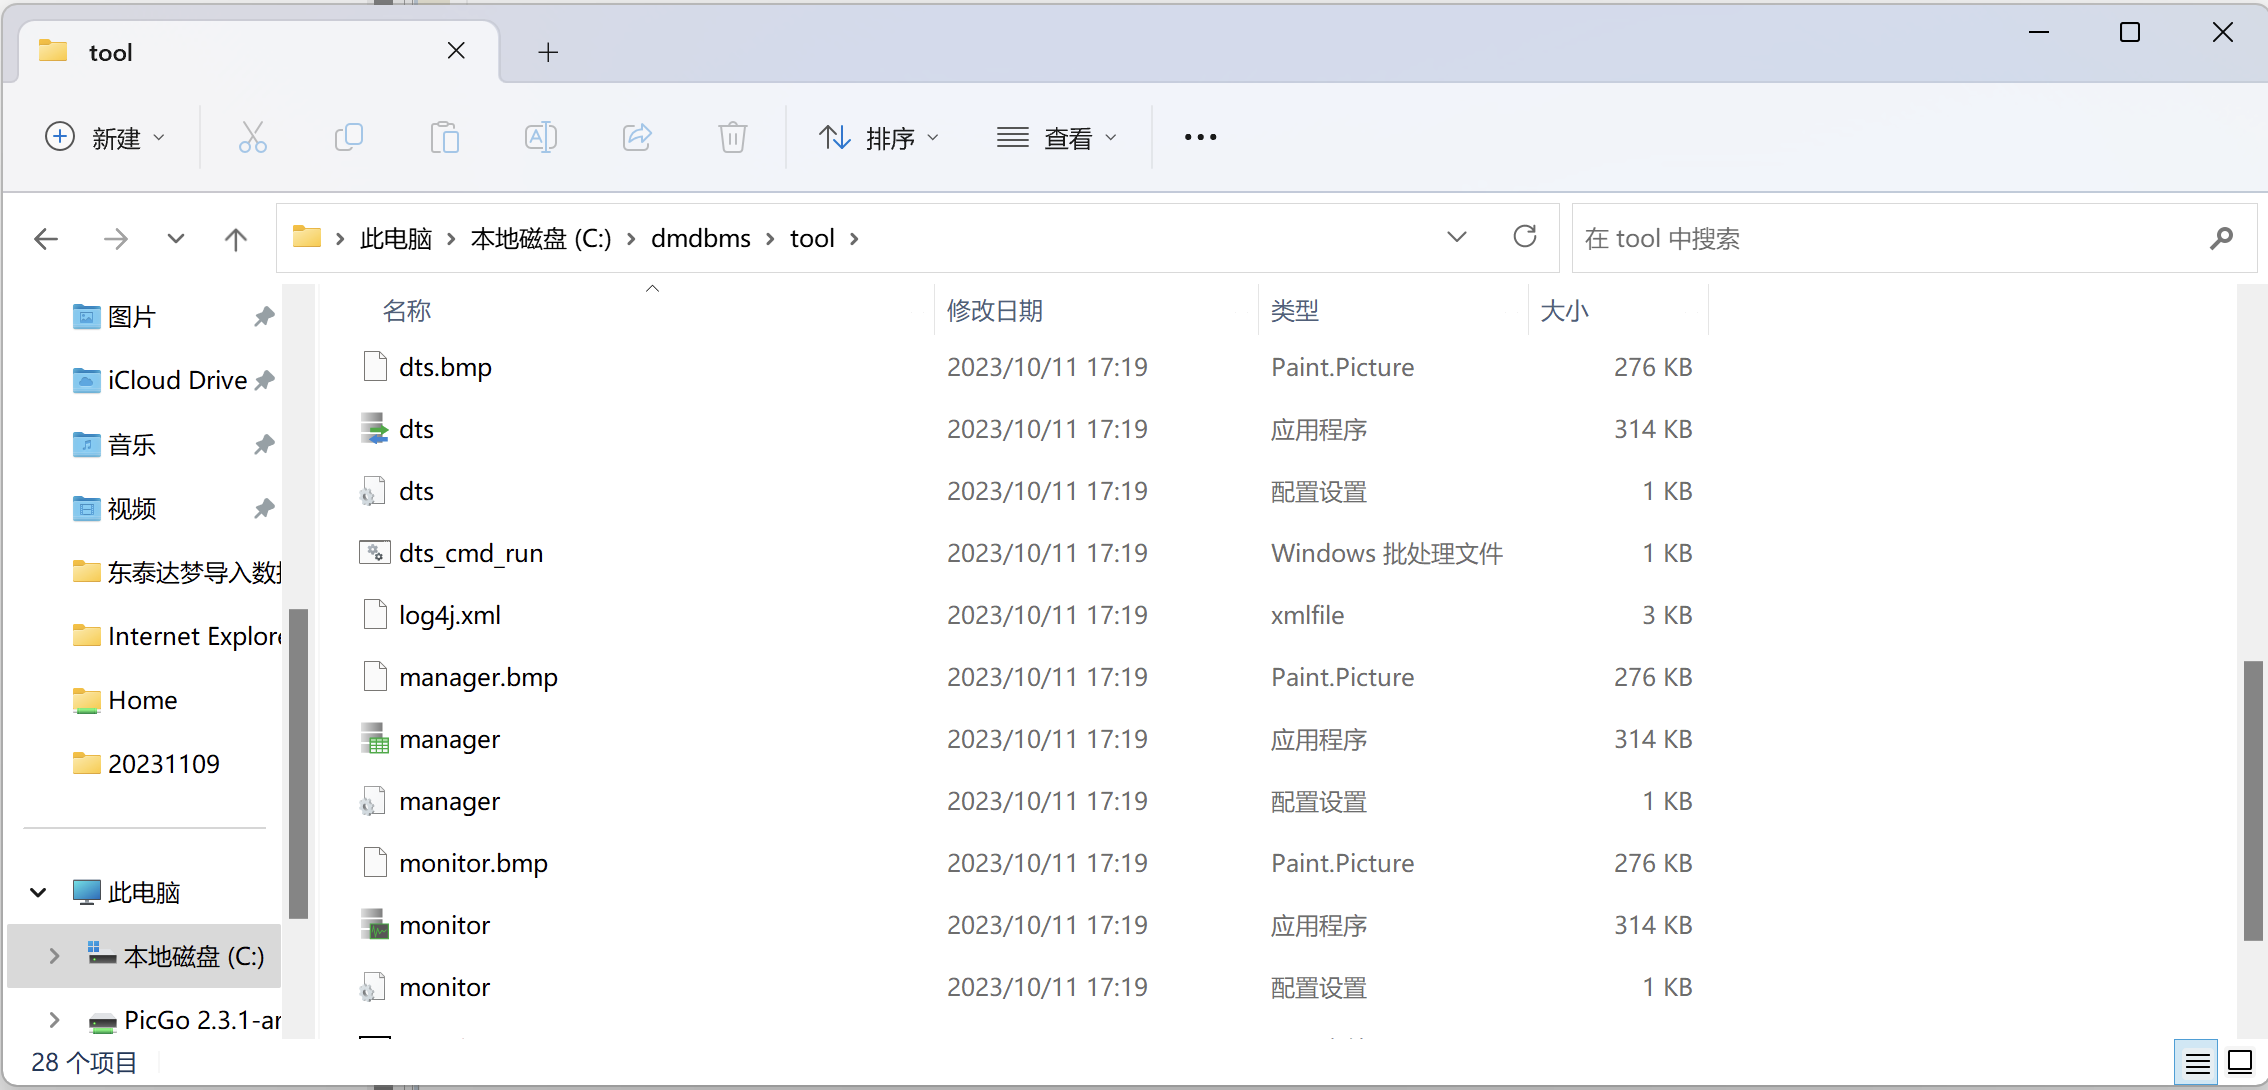 tool
新建
排序
查看
此电脑 本地磁盘 (C:) dmdbms tool
在 tool 中搜索
图片
iCloud Drive
音乐
视频
东泰达梦导入数
Internet Explor
Home
20231109
此电脑
本地磁盘 (C:)
PicGo 2.3.1-ar
名称 修改日期 类型 大小
dts.bmp 2023/10/11 17:19 Paint.Picture 276 KB
dts 2023/10/11 17:19 应用程序 314 KB
dts 2023/10/11 17:19 配置设置 1 KB
dts_cmd_run 2023/10/11 17:19 Windows 批处理文件 1 KB
log4j.xml 2023/10/11 17:19 xmlfile 3 KB
manager.bmp 2023/10/11 17:19 Paint.Picture 276 KB
manager 2023/10/11 17:19 应用程序 314 KB
manager 2023/10/11 17:19 配置设置 1 KB
monitor.bmp 2023/10/11 17:19 Paint.Picture 276 KB
monitor 2023/10/11 17:19 应用程序 314 KB
monitor 2023/10/11 17:19 配置设置 1 KB
28 个项目